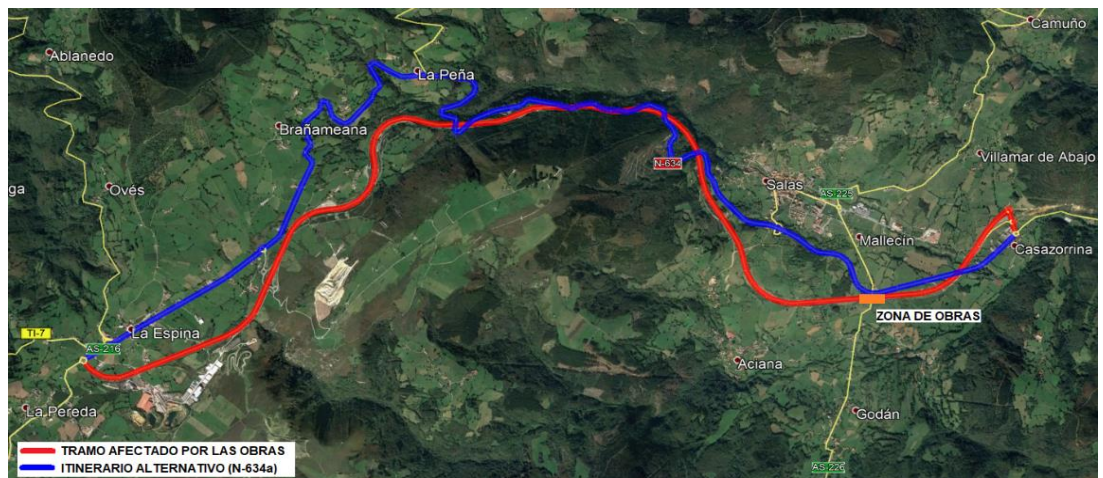 Camuño
Ablanedo
La Peña
Brañameana
Villamar de Abajo
N-634
Salas
ga
Ovés
AS-225
Mallecín
Casazorrina
ZONA DE OBRAS
TI-7
La Espina
AS-216
Aciana
La Pereda
Godán
TRAMO AFECTADO POR LAS OBRAS
ITINERARIO ALTERNATIVO (N-634a)
AS-226